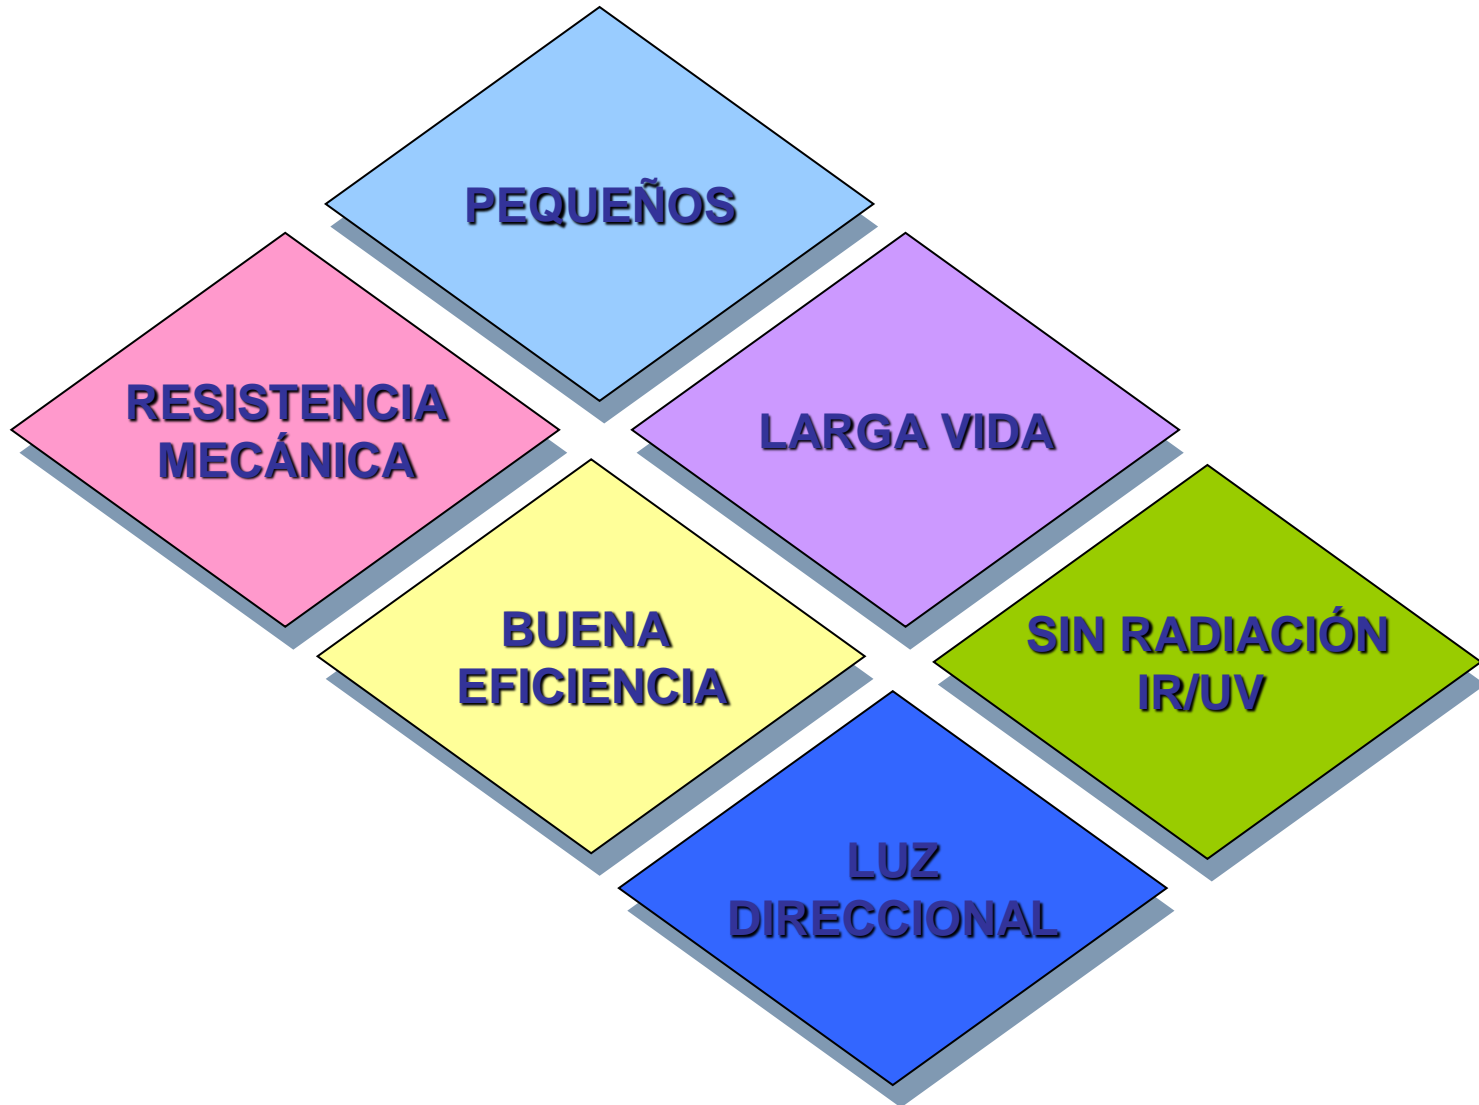 PEQUEÑOS
RESISTENCIA
MECÁNICA
LARGA VIDA
BUENA
EFICIENCIA
SIN RADIACIÓN
IR/UV
LUZ
DIRECCIONAL